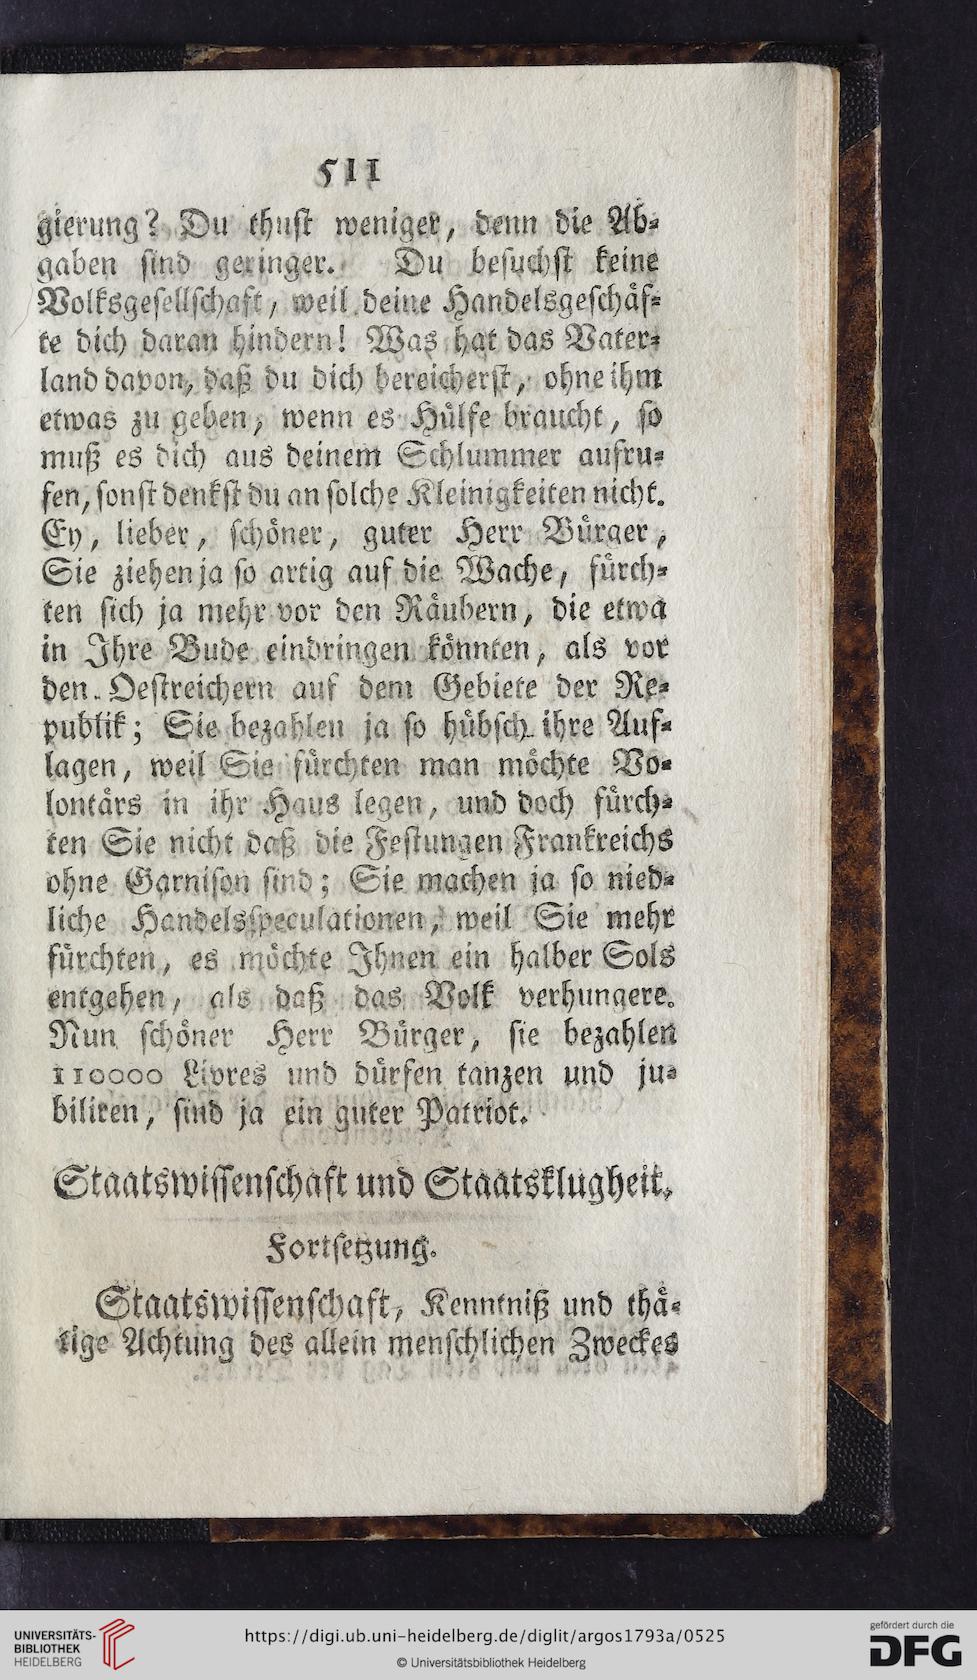 511
gierung? Du thust weniger, denn die Ab-
gaben sind geringer. Du besuchst keine
Volksgesellschaft, weil deine Handelsgeschäf-
te dich daran hindern! Was hat das Vater-
land davon, daß du dich bereicherst, ohne ihm
etwas zu geben, wenn es Hülfe braucht, so
muß es dich aus deinem Schlummer aufru-
fen, sonst denkst du an solche Kleinigkeiten nicht.
Ey, lieber, schöner, guter Herr Bürger,
Sie ziehen ja so artig auf die Wache, fürch-
ten sich ja mehr vor den Räubern, die etwa
in Ihre Bude eindringen könnten, als vor
den Oestreichern auf dem Gebiete der Re-
publik; Sie bezahlen ja so hübsch ihre Auf-
lagen, weil Sie fürchten man möchte Vo-
lontärs in ihr Haus legen, und doch fürch-
ten Sie nicht daß die Festungen Frankreichs
ohne Garnison sind; Sie machen ja so nied-
liche Handelsspeculationen, weil Sie mehr
fürchten, es möchte Ihnen ein halber Sols
entgehen, als daß das Volk verhungere.
Nun schöner Herr Bürger, sie bezahlen
110000 Livres und dürfen tanzen und ju-
biliren, sind ja ein guter Patriot.
Staatswissenschaft und Staatsklugheit.
Fortsetzung.
Staatswissenschaft, Kenntniß und thä-
tige Achtung des allein menschlichen Zweckes
UNIVERSITÄTS-
BIBLIOTHEK
HEIDELBERG
https://digi.ub.uni-heidelberg.de/diglit/argos1793a/0525
© Universitätsbibliothek Heidelberg
gefördert durch die
DFG